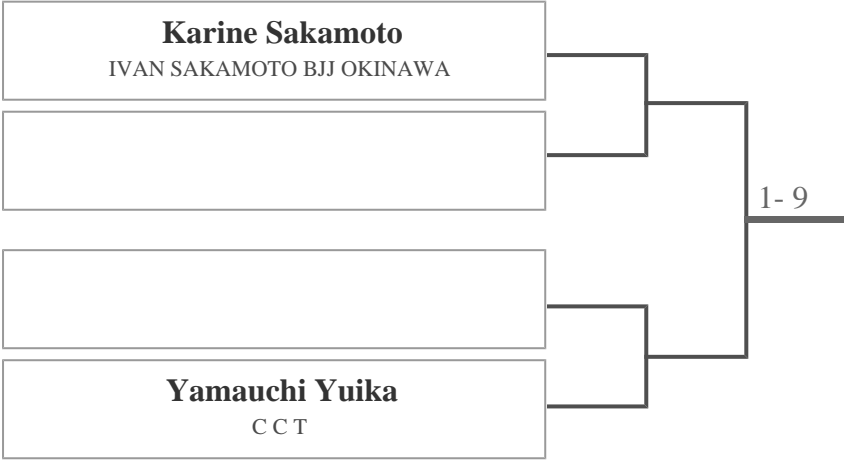 Karine Sakamoto
IVAN SAKAMOTO BJJ OKINAWA
1- 9
Yamauchi Yuika
C C T